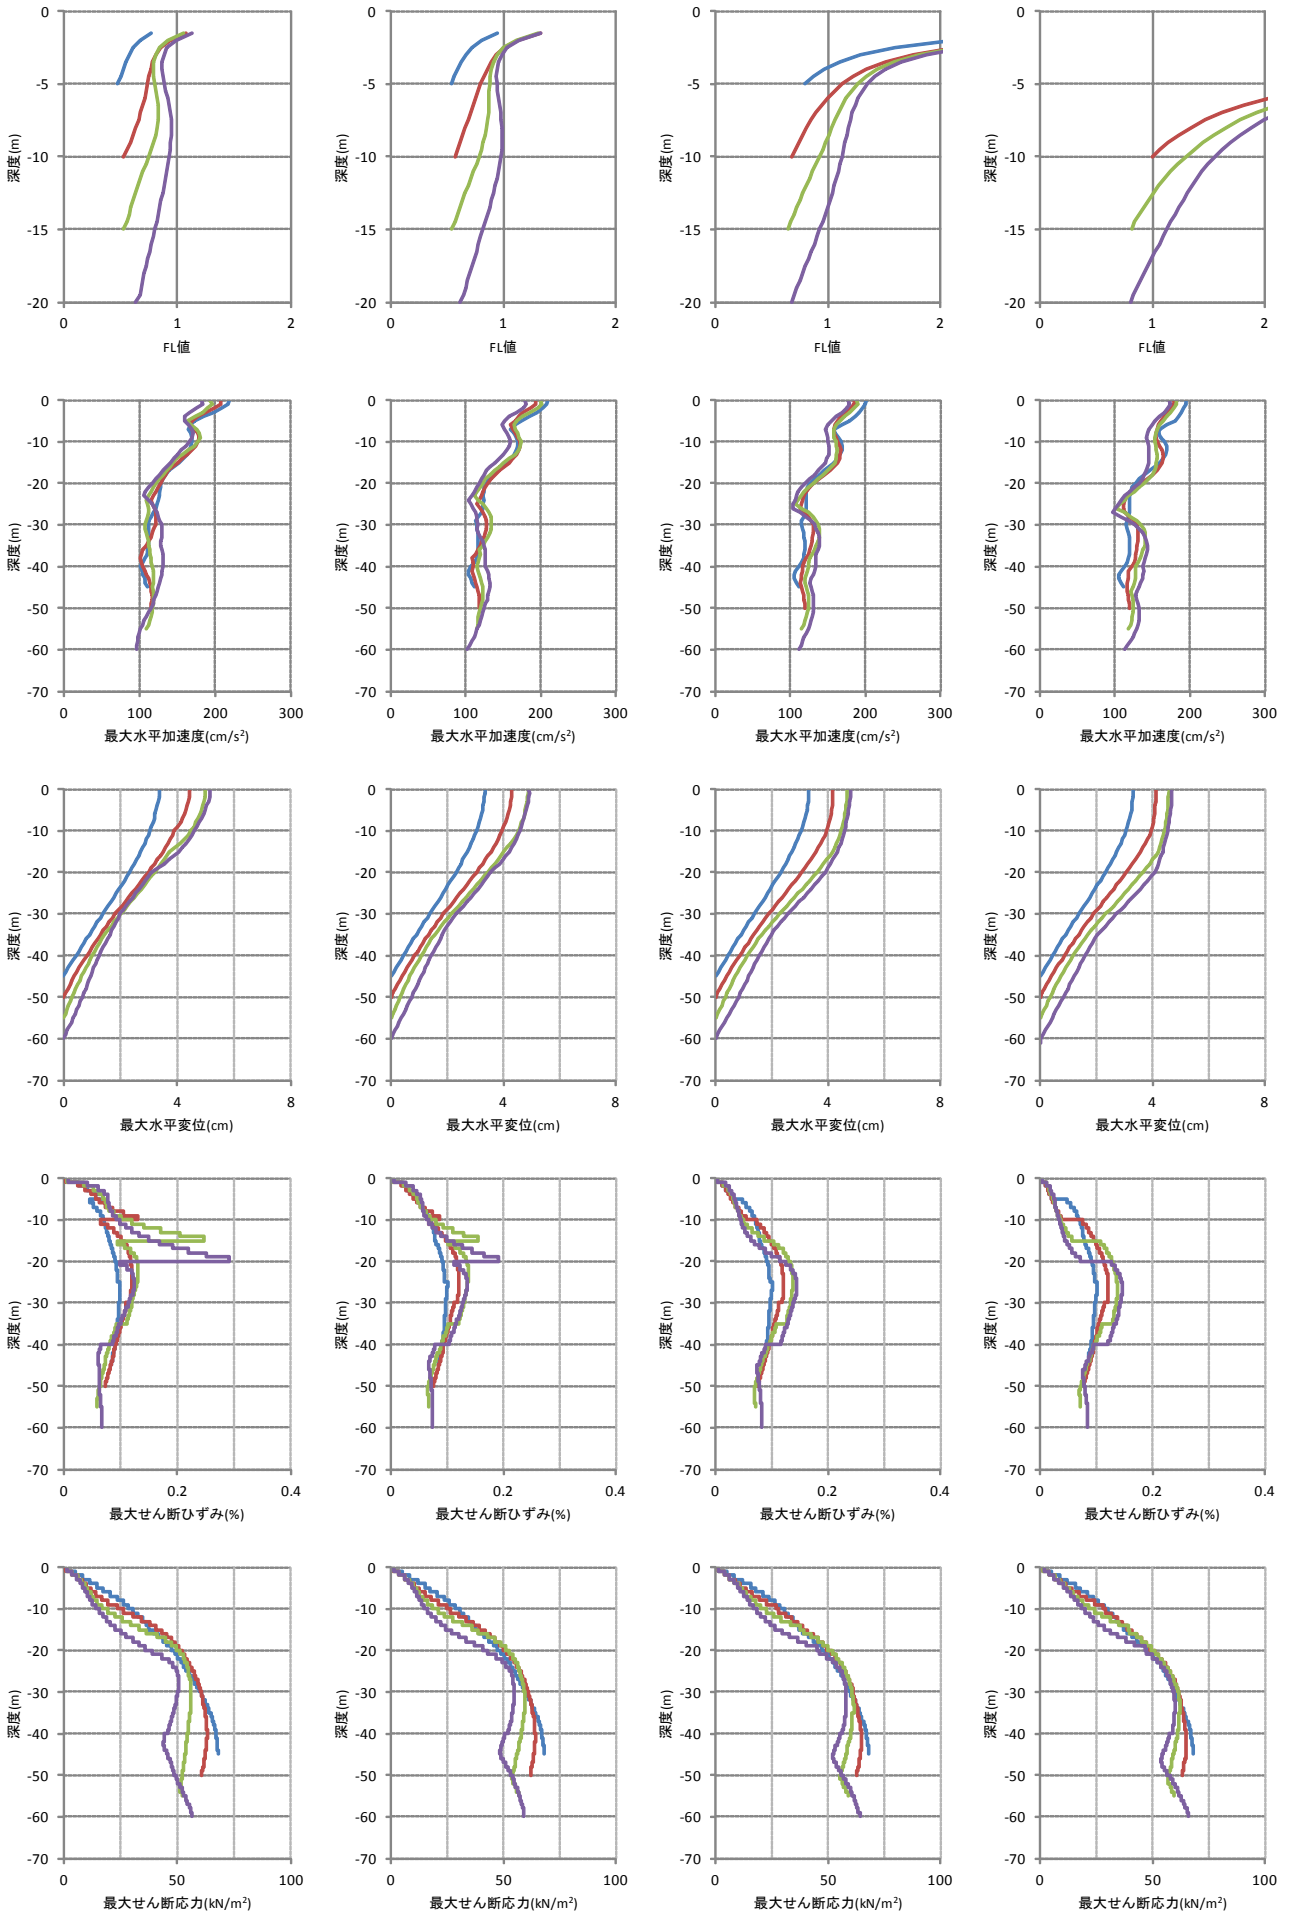 0 0 0 0
-5 -5 -5 -5
-10 -10 -10 -10
-15 -15 -15 -15
-20 -20 -20 -20
深度(m) 深度(m) 深度(m) 深度(m)
0 1 2 0 1 2 0 1 2 0 1 2
FL値 FL値 FL値 FL値
0 0 0 0
-10 -10 -10 -10
-20 -20 -20 -20
-30 -30 -30 -30
-40 -40 -40 -40
-50 -50 -50 -50
-60 -60 -60 -60
-70 -70 -70 -70
深度(m) 深度(m) 深度(m) 深度(m)
0 100 200 300 0 100 200 300 0 100 200 300 0 100 200 300
最大水平加速度(cm/s²) 最大水平加速度(cm/s²) 最大水平加速度(cm/s²) 最大水平加速度(cm/s²)
0 0 0 0
-10 -10 -10 -10
-20 -20 -20 -20
-30 -30 -30 -30
-40 -40 -40 -40
-50 -50 -50 -50
-60 -60 -60 -60
-70 -70 -70 -70
深度(m) 深度(m) 深度(m) 深度(m)
0 4 8 0 4 8 0 4 8 0 4 8
最大水平変位(cm) 最大水平変位(cm) 最大水平変位(cm) 最大水平変位(cm)
0 0 0 0
-10 -10 -10 -10
-20 -20 -20 -20
-30 -30 -30 -30
-40 -40 -40 -40
-50 -50 -50 -50
-60 -60 -60 -60
-70 -70 -70 -70
深度(m) 深度(m) 深度(m) 深度(m)
0 0.2 0.4 0 0.2 0.4 0 0.2 0.4 0 0.2 0.4
最大せん断ひずみ(%) 最大せん断ひずみ(%) 最大せん断ひずみ(%) 最大せん断ひずみ(%)
0 0 0 0
-10 -10 -10 -10
-20 -20 -20 -20
-30 -30 -30 -30
-40 -40 -40 -40
-50 -50 -50 -50
-60 -60 -60 -60
-70 -70 -70 -70
深度(m) 深度(m) 深度(m) 深度(m)
0 50 100 0 50 100 0 50 100 0 50 100
最大せん断応力(kN/m²) 最大せん断応力(kN/m²) 最大せん断応力(kN/m²) 最大せん断応力(kN/m²)